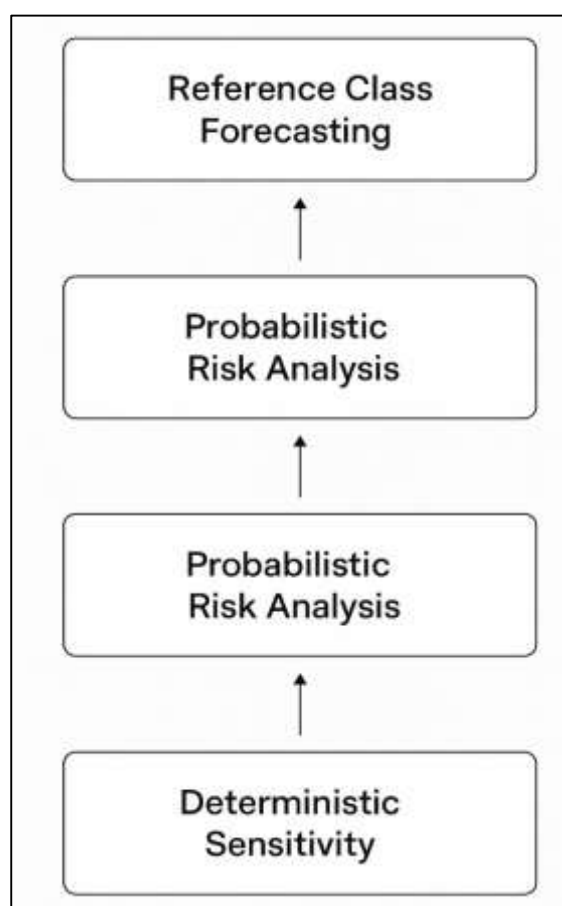 Reference Class
Forecasting
Probabilistic
Risk Analysis
Probabilistic
Risk Analysis
Deterministic
Sensitivity